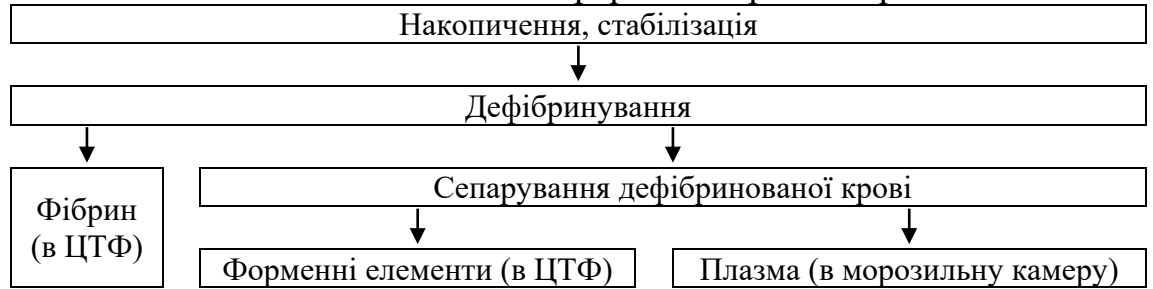 Накопичення, стабілізація
Дефібринування
Сепарування дефібринованої крові
Фібрин
(в ЦТФ)
Форменні елементи (в ЦТФ)
Плазма (в морозильну камеру)